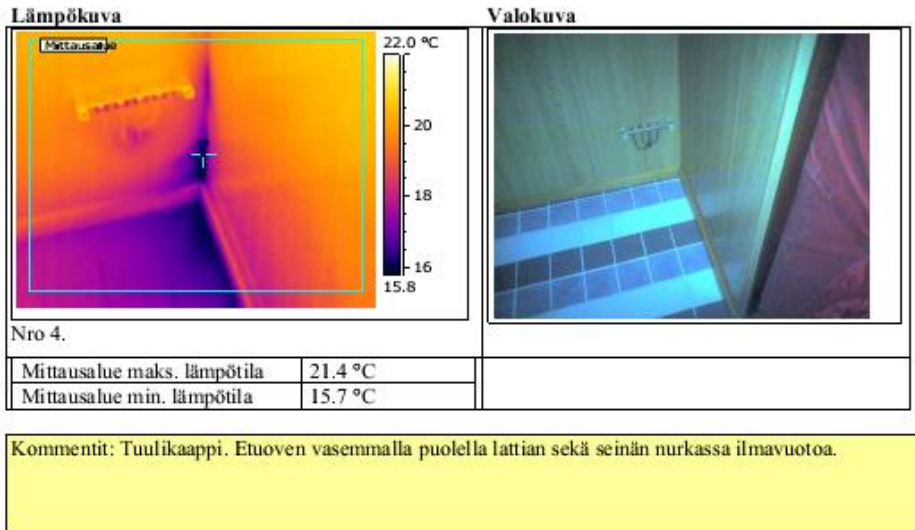 Lämpökuva
Valokuva
Mittausalue
22.0 °C
20
18
16
15.8
Nro 4.
Mittausalue maks. lämpötila 21.4 °C
Mittausalue min. lämpötila 15.7 °C
Kommentit: Tuulikaappi. Etuoven vasemmalla puolella lattian sekä seinän nurkassa ilmavuotoa.